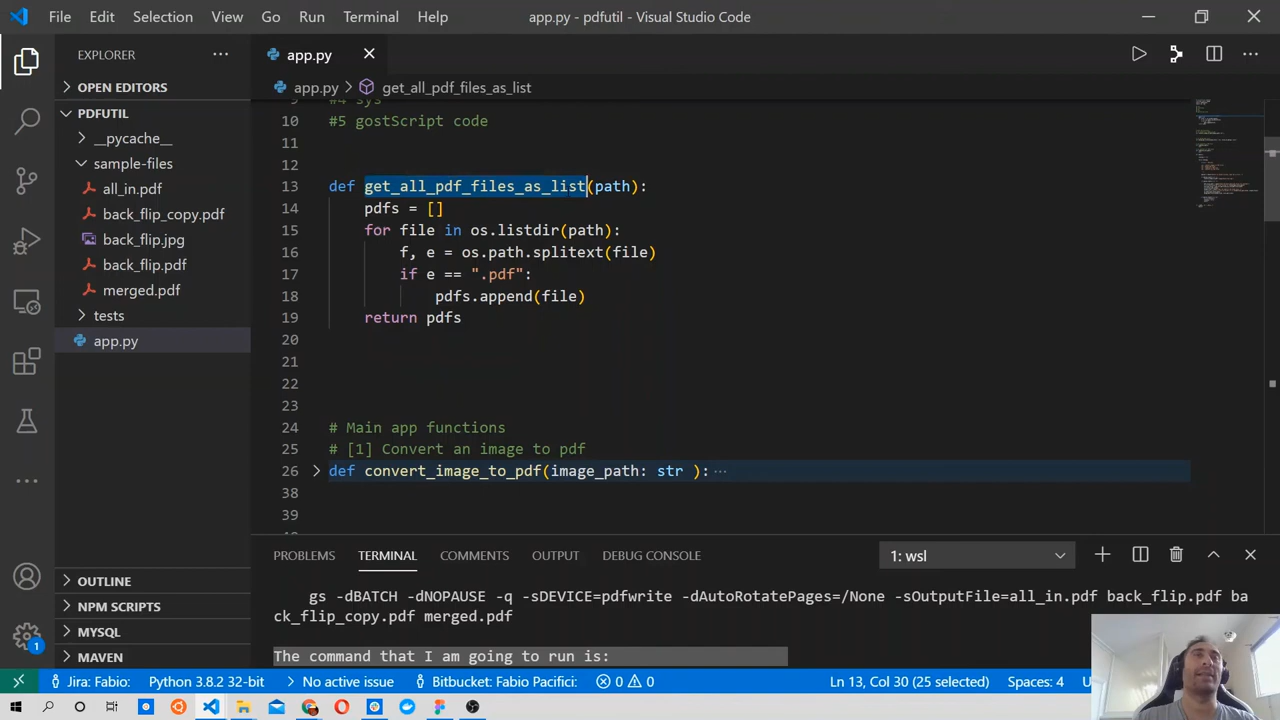 File Edit Selection View Go Run Terminal Help app.py - pdfutil - Visual Studio Code
EXPLORER
app.py
OPEN EDITORS
PDFUTIL
__pycache__
sample-files
all_in.pdf
back_flip_copy.pdf
back_flip.jpg
back_flip.pdf
merged.pdf
tests
app.py
OUTLINE
NPM SCRIPTS
MYSQL
MAVEN
app.py > get_all_pdf_files_as_list
9 #4 sys
10 #5 gostScript code
11
12
13 def get_all_pdf_files_as_list(path):
14 pdfs = []
15 for file in os.listdir(path):
16 f, e = os.path.splitext(file)
17 if e == ".pdf":
18 pdfs.append(file)
19 return pdfs
20
21
22
23
24 # Main app functions
25 # [1] Convert an image to pdf
26 def convert_image_to_pdf(image_path: str ): ···
38
39
PROBLEMS TERMINAL COMMENTS OUTPUT DEBUG CONSOLE 1: wsl
gs -dBATCH -dNOPAUSE -q -sDEVICE=pdfwrite -dAutoRotatePages=/None -sOutputFile=all_in.pdf back_flip.pdf ba
ck_flip_copy.pdf merged.pdf
The command that I am going to run is:
1
Jira: Fabio: Python 3.8.2 32-bit No active issue Bitbucket: Fabio Pacifici: 0 0 Ln 13, Col 30 (25 selected) Spaces: 4